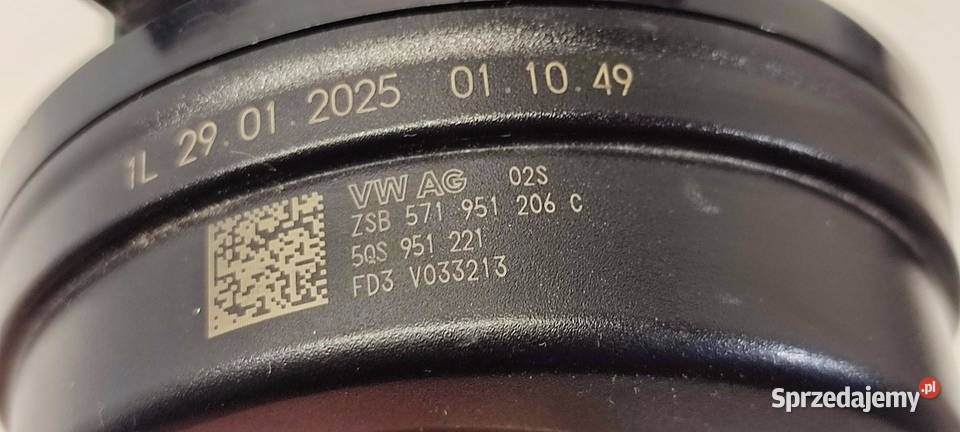 1L 29.01.2025 01.10.49
VW AG 02S
ZSB 571 951 206 C
5QS 951 221
FD3 V033213
Sprzedajemy.pl